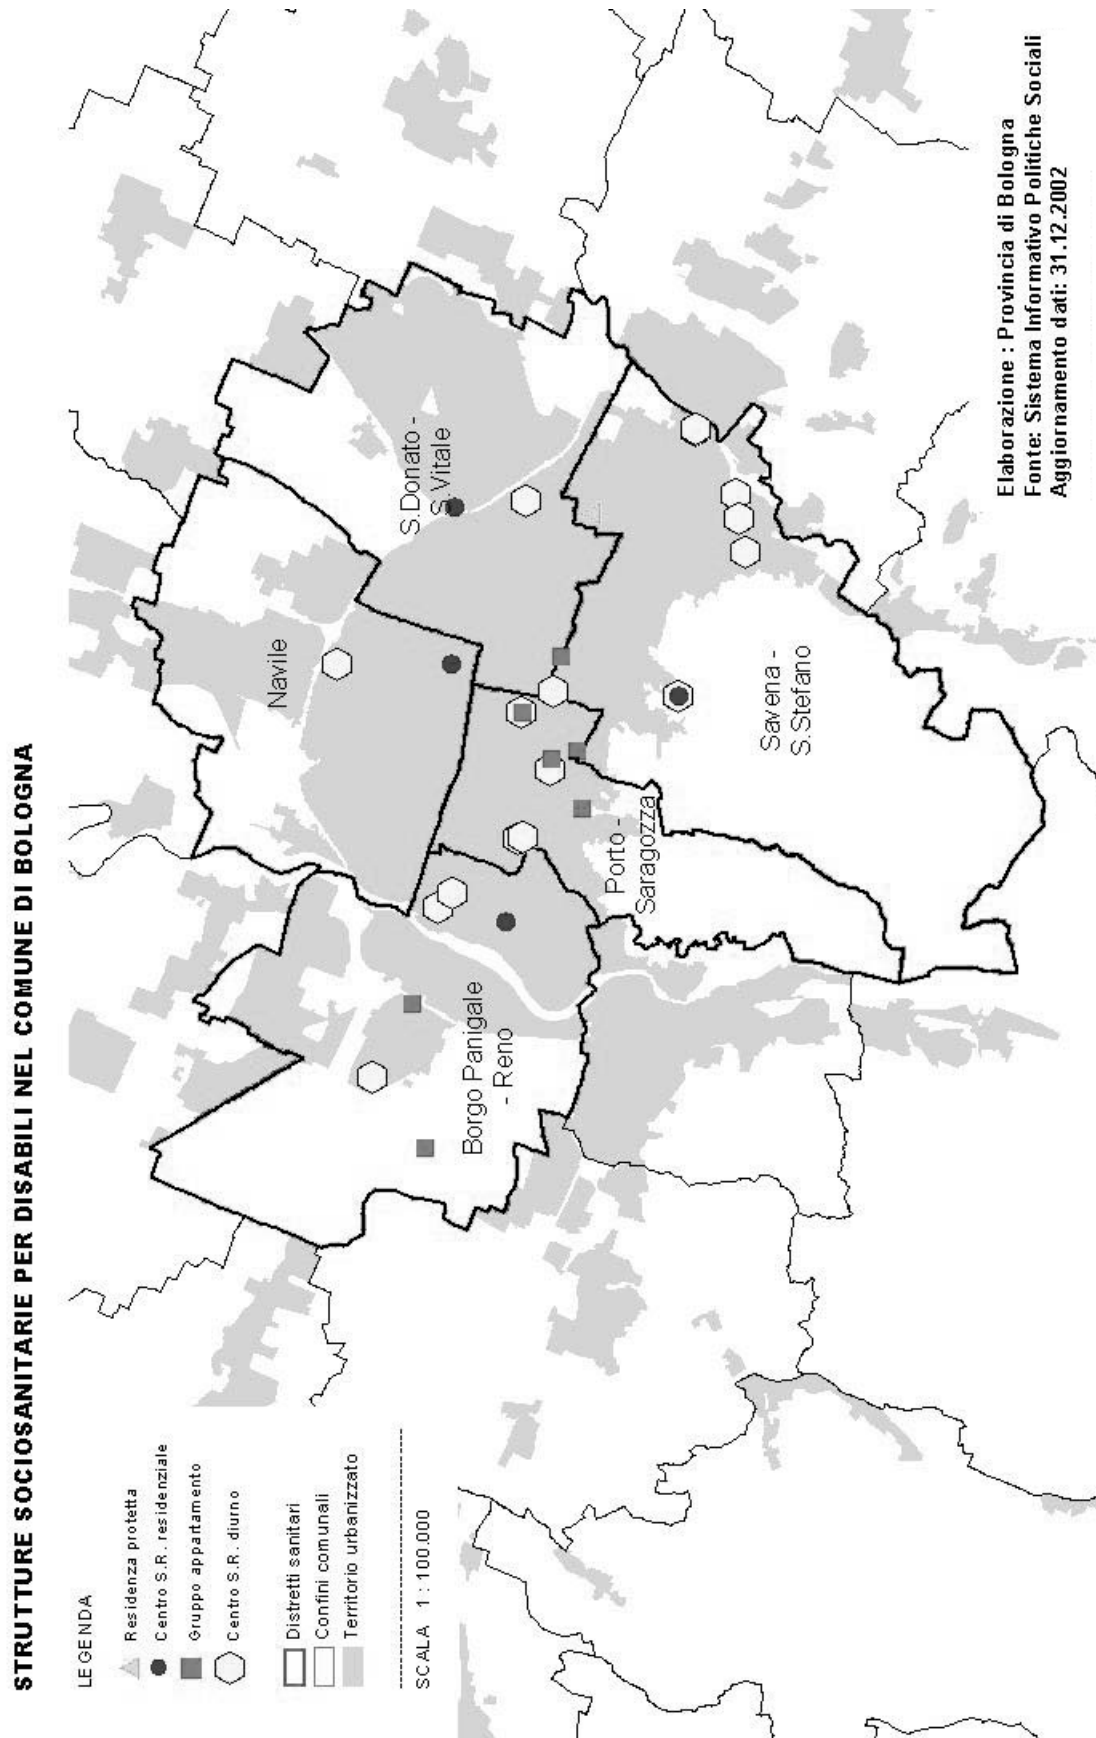 STRUTTURE SOCIOSANITARIE PER DISABILI NEL COMUNE DI BOLOGNA
LEGENDA
Residenza protetta
Centro S.R. residenziale
Gruppo appartamento
Centro S.R. diurno
Distretti sanitari
Confini comunali
Territorio urbanizzato
SCALA 1 : 100.000
Navile
S.Donato -
S.Vitale
Borgo Panigale
- Reno
Porto -
Saragozza
Savena -
S.Stefano
Elaborazione : Provincia di Bologna
Fonte: Sistema Informativo Politiche Sociali
Aggiornamento dati: 31.12.2002